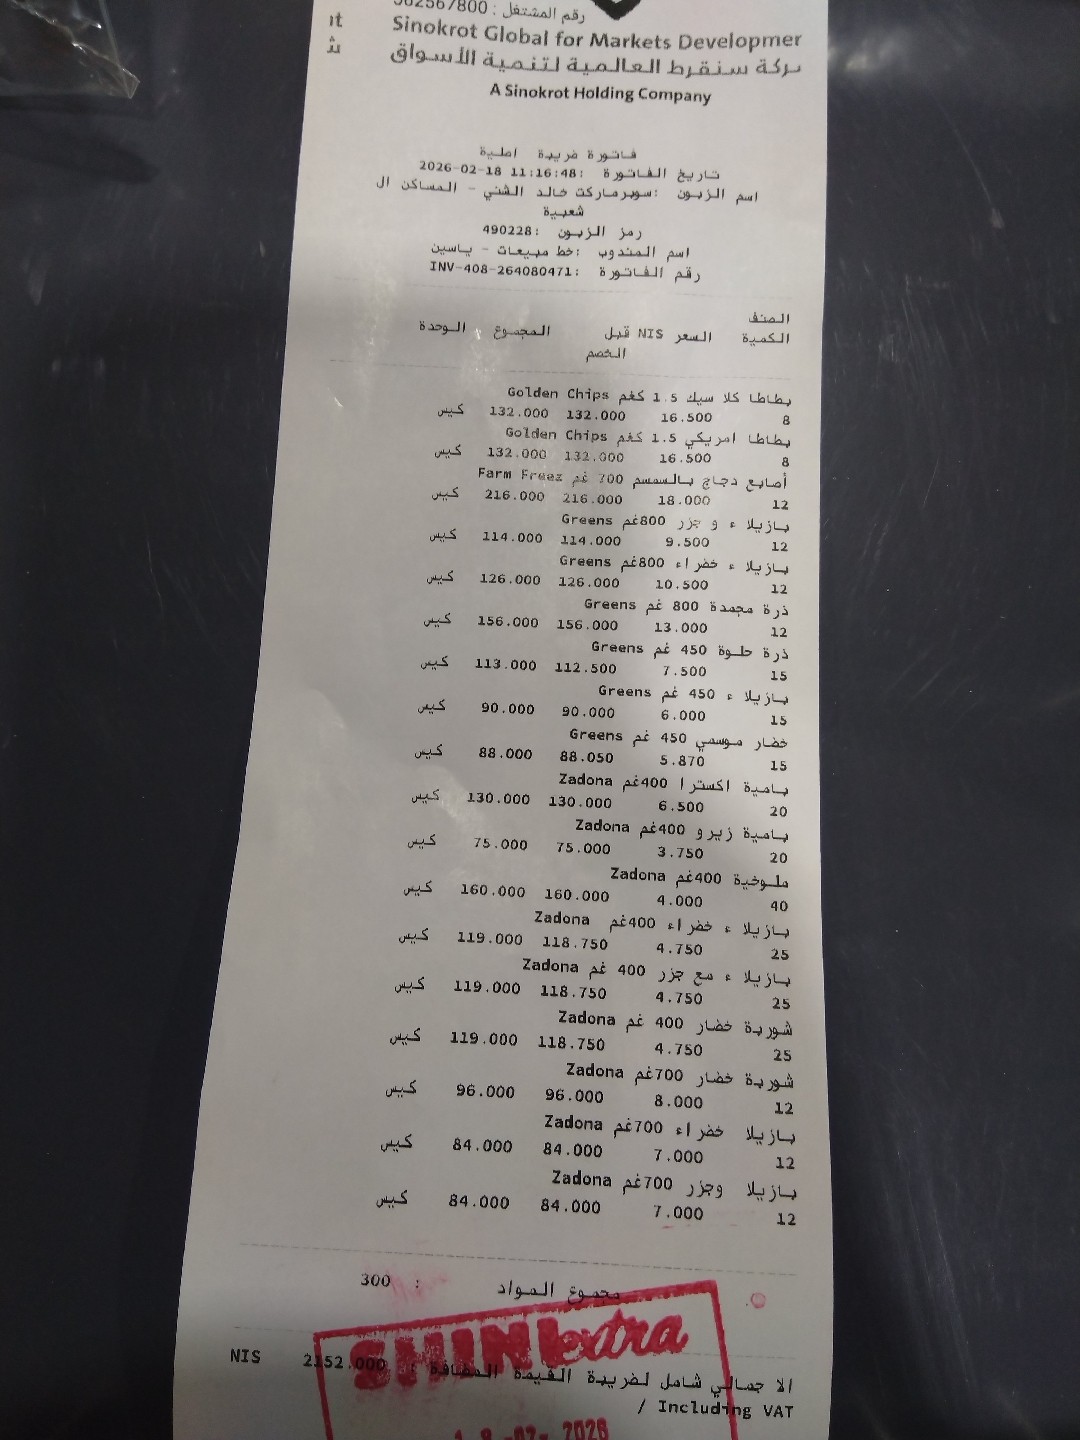 رقم المشتغل : 562567800
Sinokrot Global for Markets Developmer
ـركة سنقرط العالمية لتنمية الأسواق
A Sinokrot Holding Company
فاتورة ضريبة اصلية
تاريخ الفاتورة :2026-02-18 11:16:48
اسم الزبون :سوبرماركت خالد الشني - المساكن ال
شعبية
رمز الزبون :490228
اسم المندوب :خط مبيعات - ياسين
رقم الفاتورة :INV-408-264080471
الصنف
الكمية السعر NIS قبل المجموع الوحدة
الخصم
بطاطا كلا سيك 1.5 كغم Golden Chips
8 16.500 132.000 132.000 كيس
بطاطا امريكي 1.5 كغم Golden Chips
8 16.500 132.000 132.000 كيس
أصابع دجاج بالسمسم 700 غم Farm Freez
12 18.000 216.000 216.000 كيس
بازيلا ء و جزر 800غم Greens
12 9.500 114.000 114.000 كيس
بازيلا ء خضراء 800غم Greens
12 10.500 126.000 126.000 كيس
ذرة مجمدة 800 غم Greens
12 13.000 156.000 156.000 كيس
ذرة حلوة 450 غم Greens
15 7.500 112.500 113.000 كيس
بازيلا ء 450 غم Greens
15 6.000 90.000 90.000 كيس
خضار موسمي 450 غم Greens
15 5.870 88.050 88.000 كيس
بامية اكسترا 400غم Zadona
20 6.500 130.000 130.000 كيس
بامية زيرو 400غم Zadona
20 3.750 75.000 75.000 كيس
ملوخية 400غم Zadona
40 4.000 160.000 160.000 كيس
بازيلا ء خضراء 400غم Zadona
25 4.750 118.750 119.000 كيس
بازيلا ء مع جزر 400 غم Zadona
25 4.750 118.750 119.000 كيس
شوربة خضار 400 غم Zadona
25 4.750 118.750 119.000 كيس
شوربة خضار 700غم Zadona
12 8.000 96.000 96.000 كيس
بازيلا خضراء 700غم Zadona
12 7.000 84.000 84.000 كيس
بازيلا وجزر 700غم Zadona
12 7.000 84.000 84.000 كيس
مجموع المواد : 300
SHINI extra
الا جمالي شامل لضريبة القيمة المضافة : 2152.000 NIS
/ Including VAT
18-02-2026